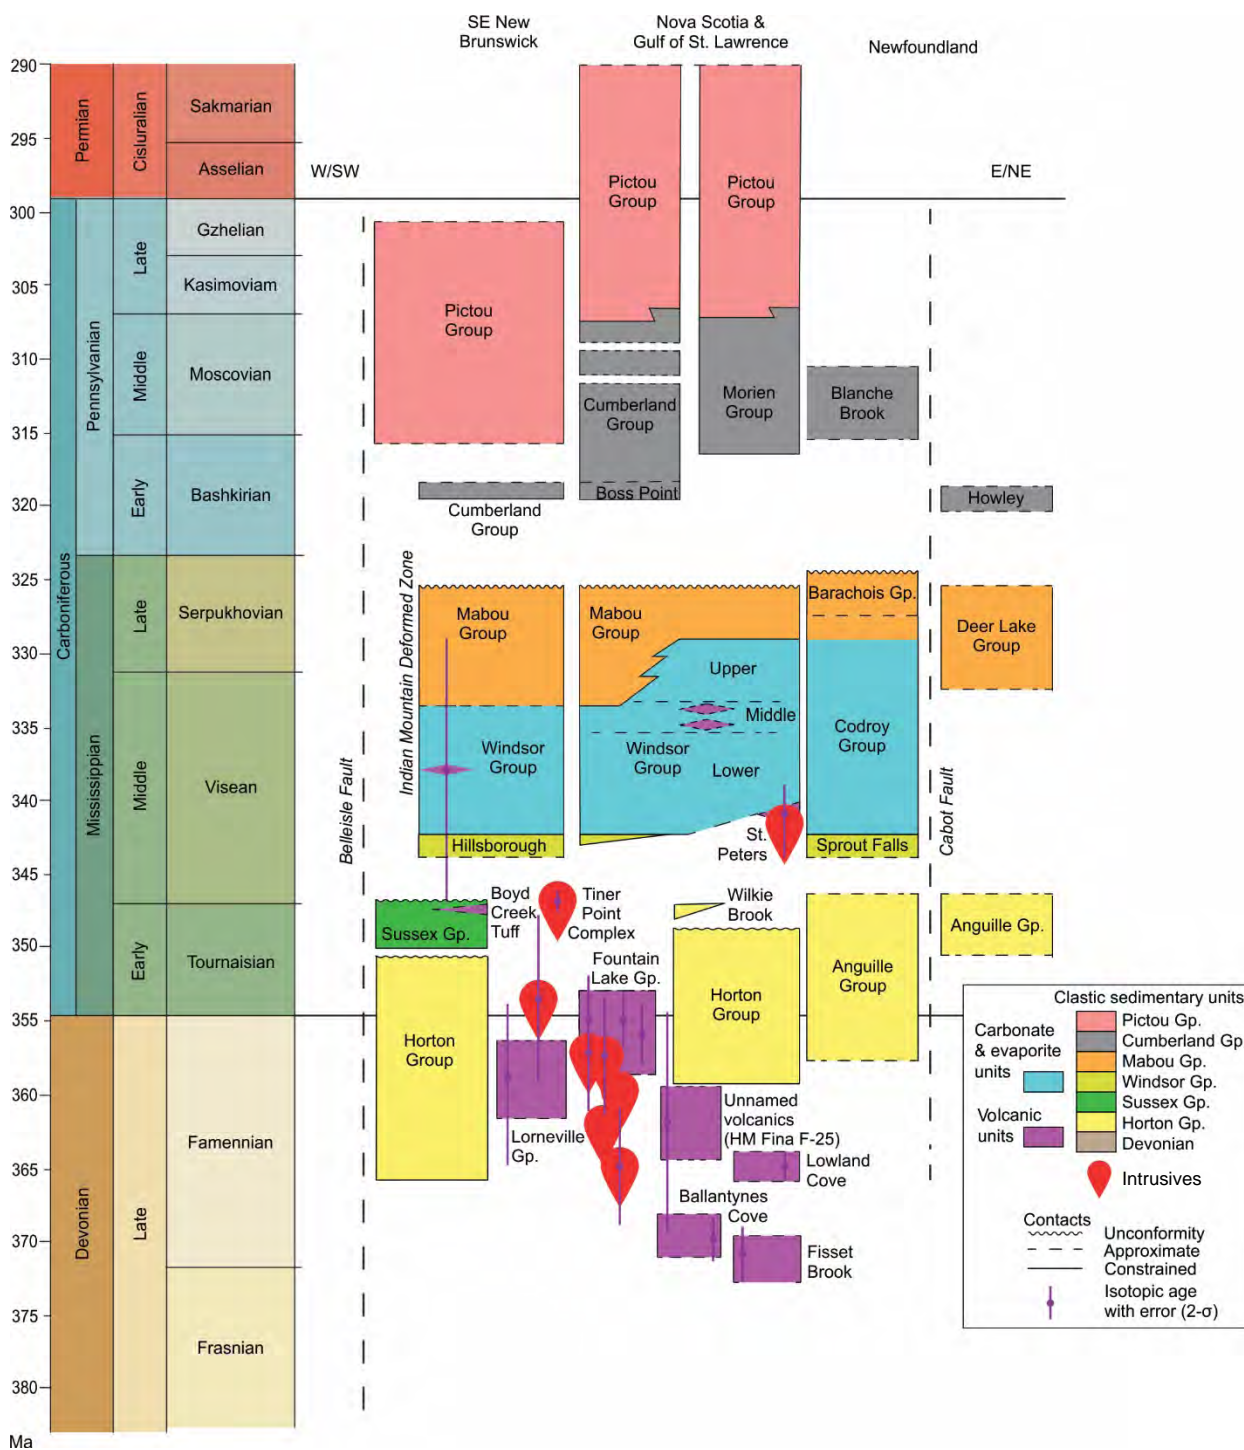 SE New
Brunswick
Nova Scotia &
Gulf of St. Lawrence
Newfoundland
W/SW
E/NE
290
295
300
305
310
315
320
325
330
335
340
345
350
355
360
365
370
375
380
Ma
Permian
Carboniferous
Devonian
Pennsylvanian
Mississippian
Cisluralian
Late
Middle
Early
Late
Middle
Early
Late
Sakmarian
Asselian
Gzhelian
Kasimoviam
Moscovian
Bashkirian
Serpukhovian
Visean
Tournaisian
Famennian
Frasnian
Belleisle Fault
Indian Mountain Deformed Zone
Cabot Fault
Pictou
Group
Pictou
Group
Pictou
Group
Cumberland
Group
Morien
Group
Blanche
Brook
Boss Point
Cumberland
Group
Howley
Mabou
Group
Mabou
Group
Barachois Gp.
Deer Lake
Group
Upper
Middle
Lower
Windsor
Group
Windsor
Group
Codroy
Group
Hillsborough
St.
Peters
Sprout Falls
Sussex Gp.
Boyd
Creek
Tuff
Tiner
Point
Complex
Wilkie
Brook
Anguille Gp.
Fountain
Lake Gp.
Horton
Group
Horton
Group
Anguille
Group
Lorneville
Gp.
Unnamed
volcanics
(HM Fina F-25)
Lowland
Cove
Ballantynes
Cove
Fisset
Brook
Clastic sedimentary units
Carbonate
& evaporite
units
Volcanic
units
Pictou Gp.
Cumberland Gp
Mabou Gp.
Windsor Gp.
Sussex Gp.
Horton Gp.
Devonian
Intrusives
Contacts
Unconformity
Approximate
Constrained
Isotopic age
with error (2-σ)